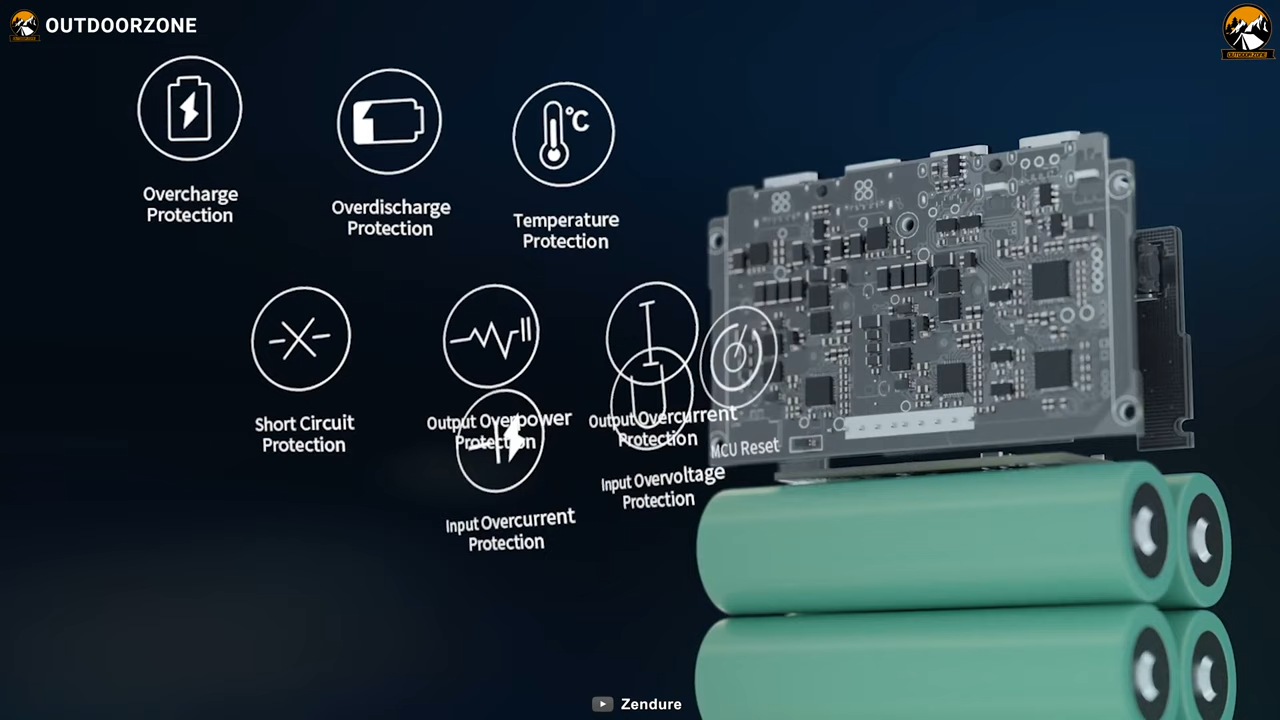 OUTDOORZONE
OUTDOORZONE
°C
Overcharge
Protection
Overdischarge
Protection
Temperature
Protection
Short Circuit
Protection
Output Overpower
Protection
Output Overcurrent
Protection
MCU Reset
Input Overcurrent
Protection
Input Overvoltage
Protection
Zendure